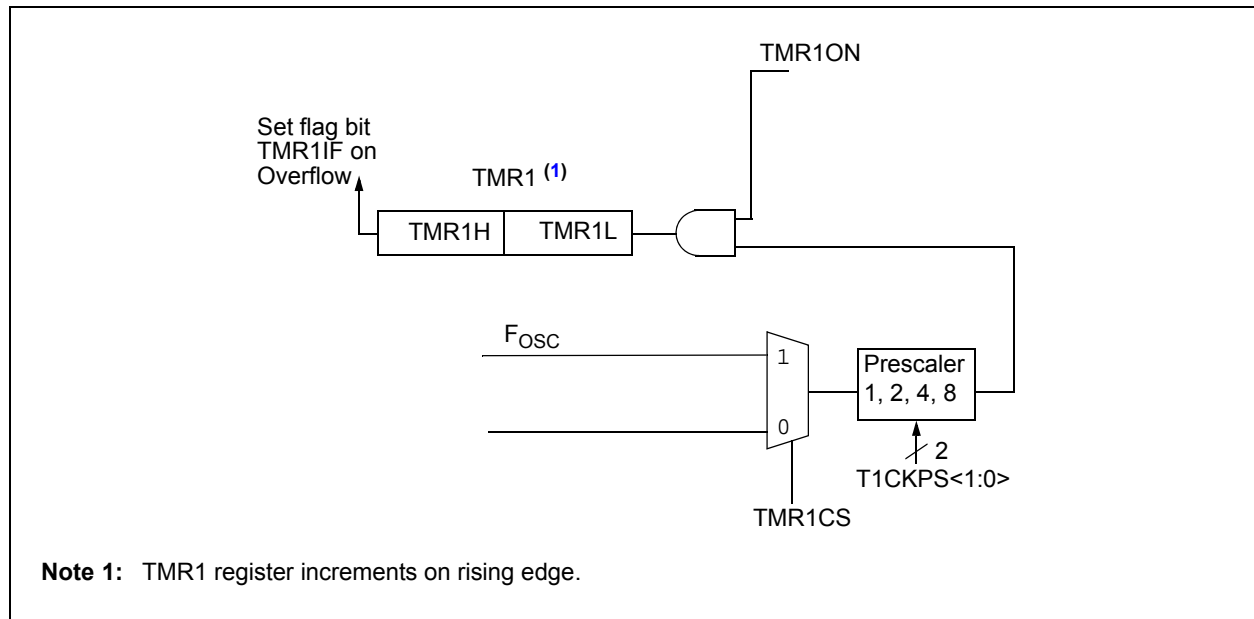 TMR1ON
Set flag bit
TMR1IF on
Overflow
TMR1 (1)
TMR1H TMR1L
FOSC
1
Prescaler
1, 2, 4, 8
0
2
T1CKPS<1:0>
TMR1CS
Note 1: TMR1 register increments on rising edge.